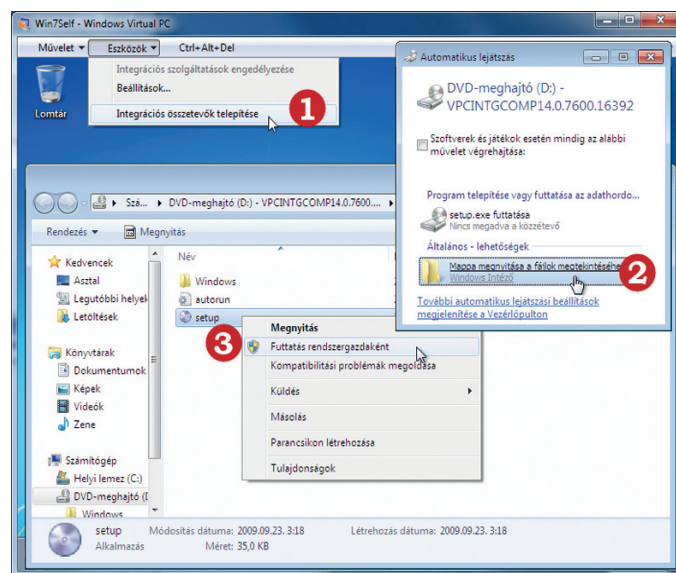 Win7Self - Windows Virtual PC
Művelet Eszközök Ctrl+Alt+Del
Integrációs szolgáltatások engedélyezése
Beállítások...
Integrációs összetevők telepítése
1
Lomtár
Automatikus lejátszás
DVD-meghajtó (D:) -
VPCINTGCOMP14.0.7600.16392
Szoftverek és játékok esetén mindig az alábbi
művelet végrehajtása:
Program telepítése vagy futtatása az adathordo...
setup.exe futtatása
Nincs megadva a közzétevő
Általános - lehetőségek
Mappa megnyitása a fájlok megtekintéséhe
Windows Intéző
2
További automatikus lejátszási beállítások
megjelenítése a Vezérlőpulton
Szá... DVD-meghajtó (D:) - VPCINTGCOMP14.0.7600....
Rendezés Megnyitás
Kedvencek
Asztal
Legutóbbi helyek
Letöltések
Könyvtárak
Dokumentumok
Képek
Videók
Zene
Számítógép
Helyi lemez (C:)
DVD-meghajtó (D
Windows
Név
Windows
autorun
setup
3
Megnyitás
Futtatás rendszergazdaként
Kompatibilitási problémák megoldása
Küldés
Másolás
Parancsikon létrehozása
Tulajdonságok
setup Módosítás dátuma: 2009.09.23. 3:18 Létrehozás dátuma: 2009.09.23. 3:18
Alkalmazás Méret: 35,0 KB